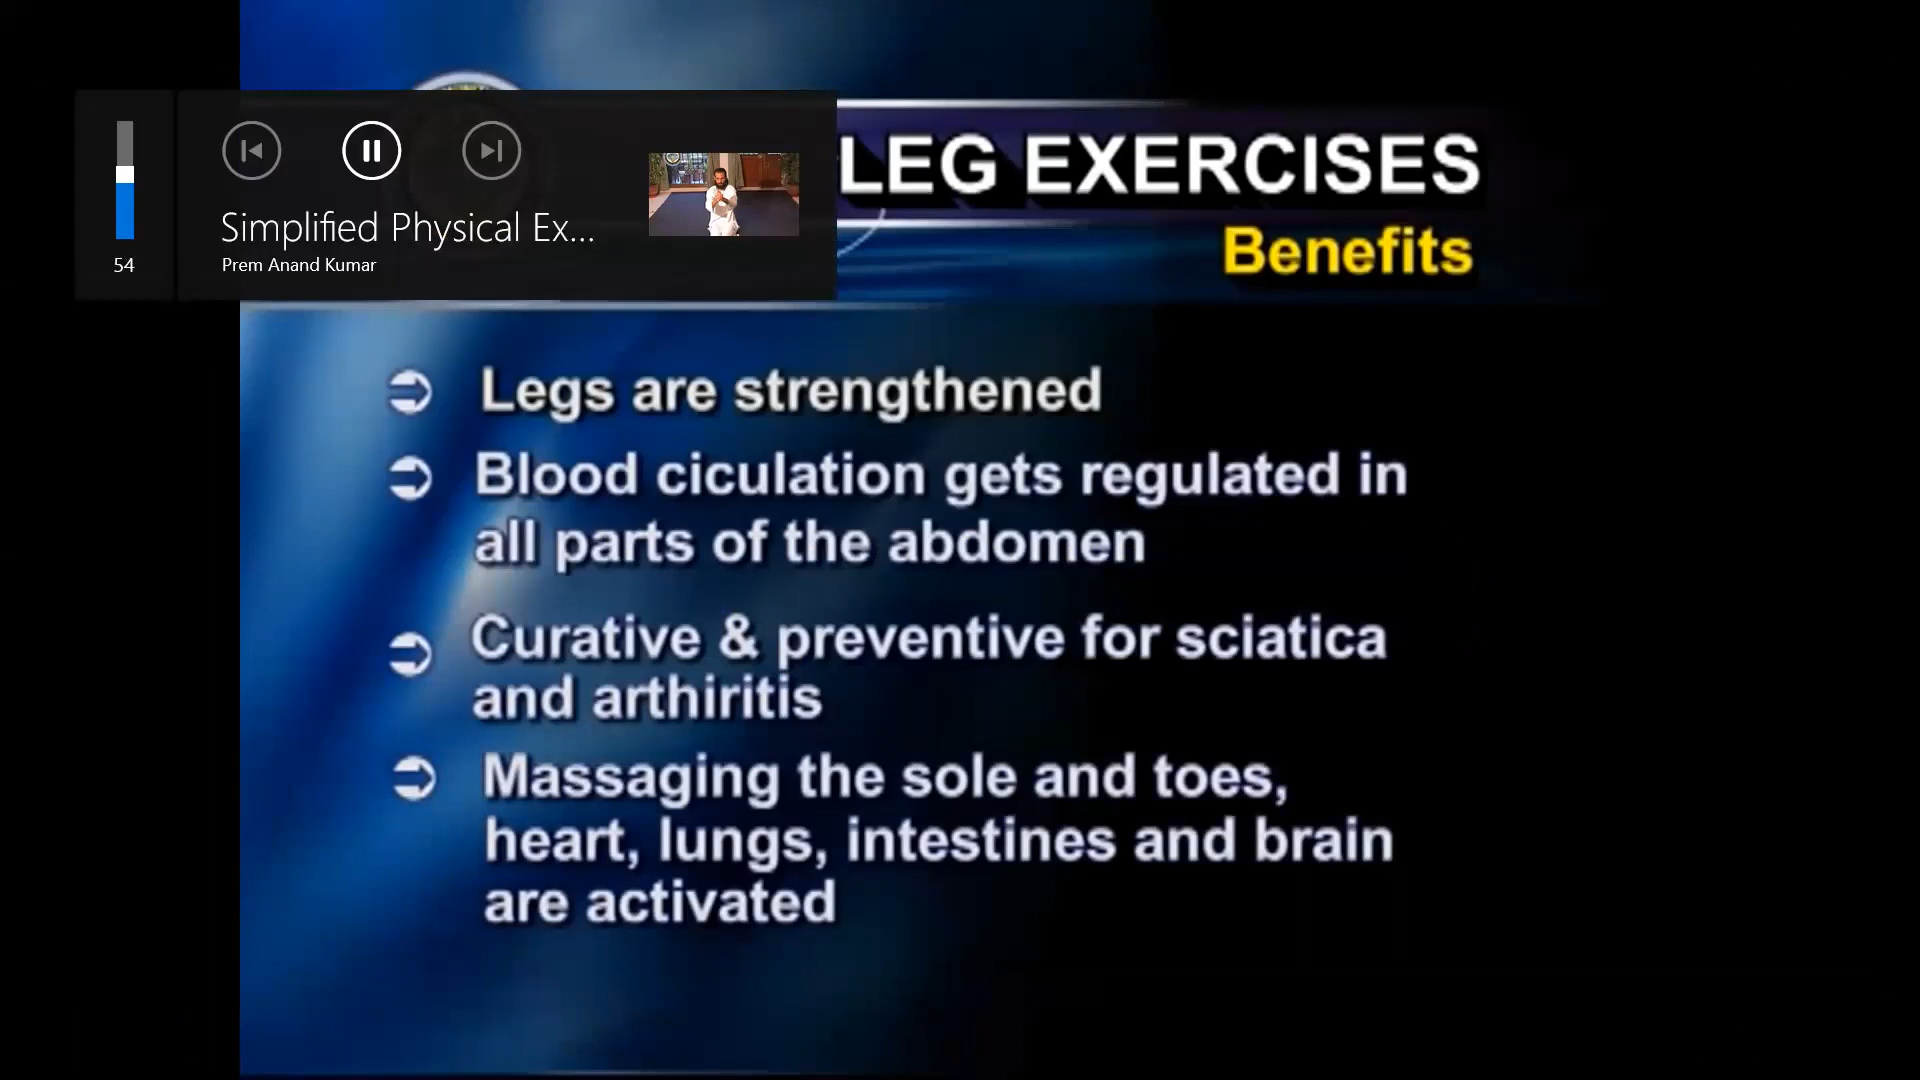 54
Simplified Physical Ex...
Prem Anand Kumar
LEG EXERCISES
Benefits
Legs are strengthened
Blood ciculation gets regulated in
all parts of the abdomen
Curative & preventive for sciatica
and arthiritis
Massaging the sole and toes,
heart, lungs, intestines and brain
are activated